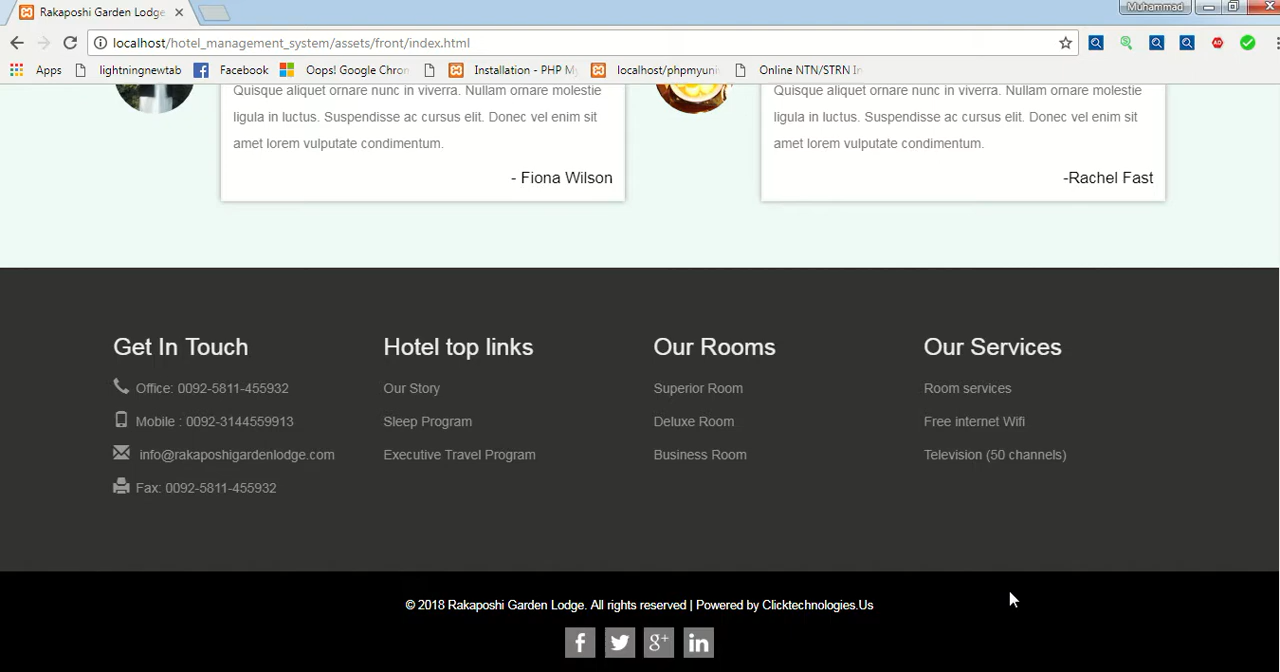 Rakaposhi Garden Lodge
Muhammad
localhost/hotel_management_system/assets/front/index.html
Apps lightningnewtab Facebook Oops! Google Chron Installation - PHP My localhost/phpmy Online NTN/STRN In
Quisque aliquet ornare nunc in viverra. Nullam ornare molestie
ligula in luctus. Suspendisse ac cursus elit. Donec vel enim sit
amet lorem vulputate condimentum.
- Fiona Wilson
Quisque aliquet ornare nunc in viverra. Nullam ornare molestie
ligula in luctus. Suspendisse ac cursus elit. Donec vel enim sit
amet lorem vulputate condimentum.
-Rachel Fast
Get In Touch
Office: 0092-5811-455932
Mobile : 0092-3144559913
info@rakaposhigardenlodge.com
Fax: 0092-5811-455932
Hotel top links
Our Story
Sleep Program
Executive Travel Program
Our Rooms
Superior Room
Deluxe Room
Business Room
Our Services
Room services
Free internet Wifi
Television (50 channels)
© 2018 Rakaposhi Garden Lodge. All rights reserved | Powered by Clicktechnologies.Us